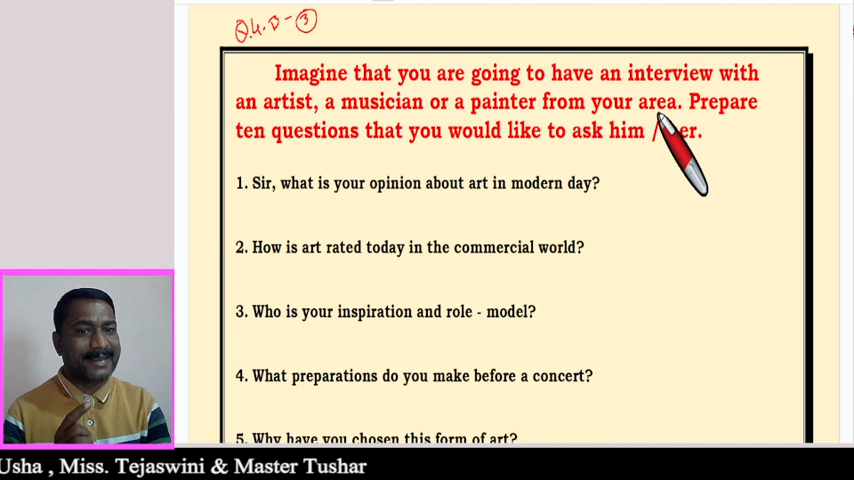 Q.4.B-3
Imagine that you are going to have an interview with
an artist, a musician or a painter from your area. Prepare
ten questions that you would like to ask him / er.
1. Sir, what is your opinion about art in modern day?
2. How is art rated today in the commercial world?
3. Who is your inspiration and role - model?
4. What preparations do you make before a concert?
5. Why have you chosen this form of art?
Usha , Miss. Tejaswini & Master Tushar